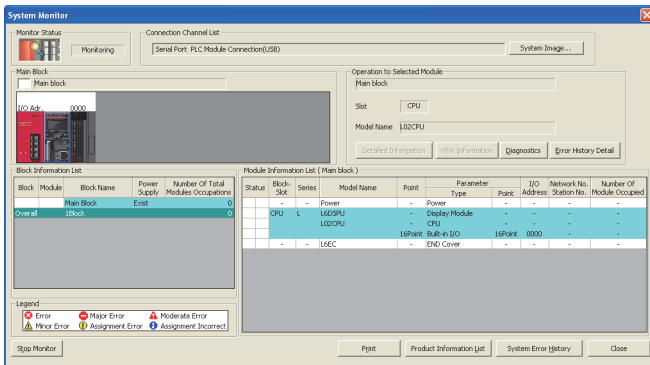 System Monitor
Monitor Status
Monitoring
Connection Channel List
Serial Port PLC Module Connection(USB)
System Image...
Main Block
Main block
I/O Adr. 0000
Operation to Selected Module
Main block
Slot CPU
Model Name L02CPU
Detailed Information H/W Information Diagnostics Error History Detail
Block Information List
Block Module Block Name Power Supply Number Of Total Modules Occupations
Main Block Exist 0
Overall 1Block 0
Module Information List ( Main block )
Status Block-Slot Series Model Name Point Parameter Type Point I/O Address Network No. Station No. Number Of Module Occupied
- - Power - Power - - - -
CPU L L6DSPU - Display Module - - - -
L02CPU - CPU - - - -
16Point Built-in I/O 16Point 0000 - -
- - L6EC - END Cover - - - -
Legend
Error Major Error Moderate Error
Minor Error Assignment Error Assignment Incorrect
Stop Monitor Print Product Information List System Error History Close